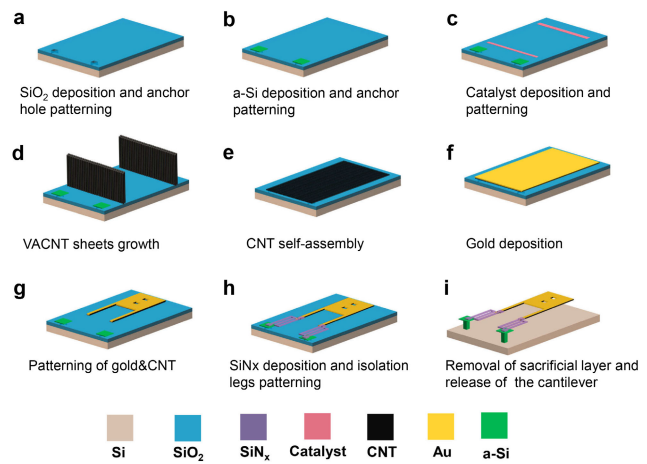 a
b
c
SiO₂ deposition and anchor
hole patterning
a-Si deposition and anchor
patterning
Catalyst deposition and
patterning
d
e
f
VACNT sheets growth
CNT self-assembly
Gold deposition
g
h
i
Patterning of gold&CNT
SiNx deposition and isolation
legs patterning
Removal of sacrificial layer and
release of the cantilever
Si
SiO₂
SiNₓ
Catalyst
CNT
Au
a-Si